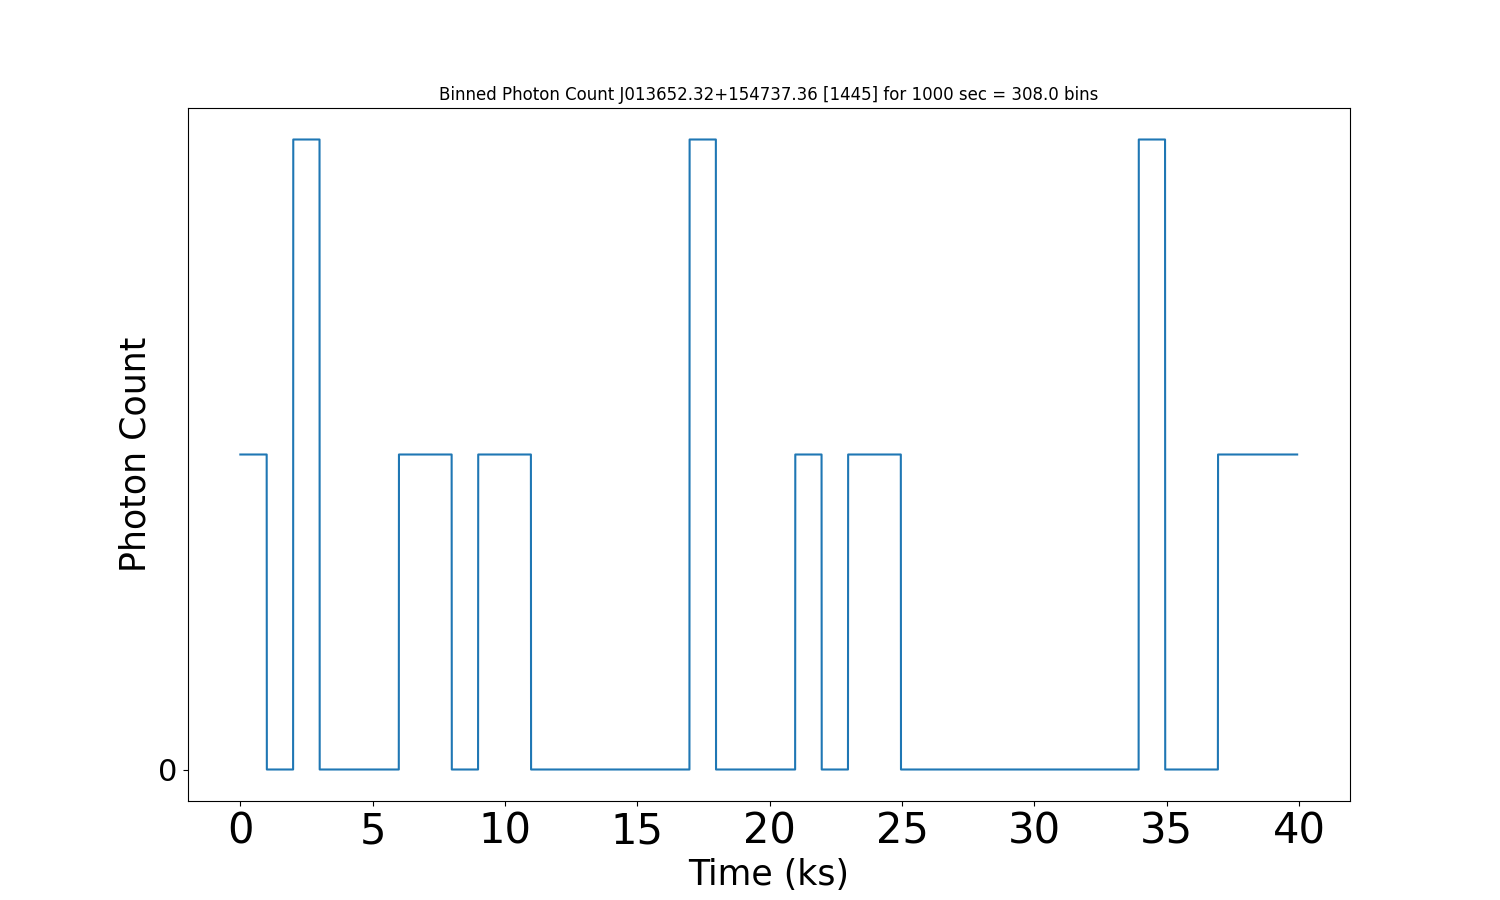 Binned Photon Count J013652.32+154737.36 [1445] for 1000 sec = 308.0 bins
Photon Count
0
0 5 10 15 20 25 30 35 40
Time (ks)